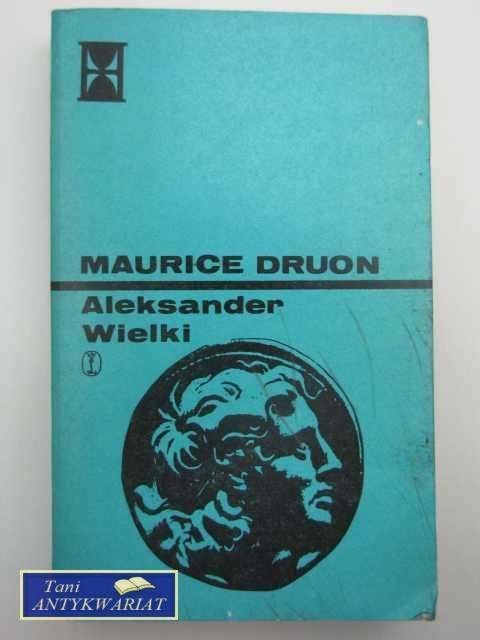 MAURICE DRUON
Aleksander
Wielki
Tani
ANTYKWARIAT